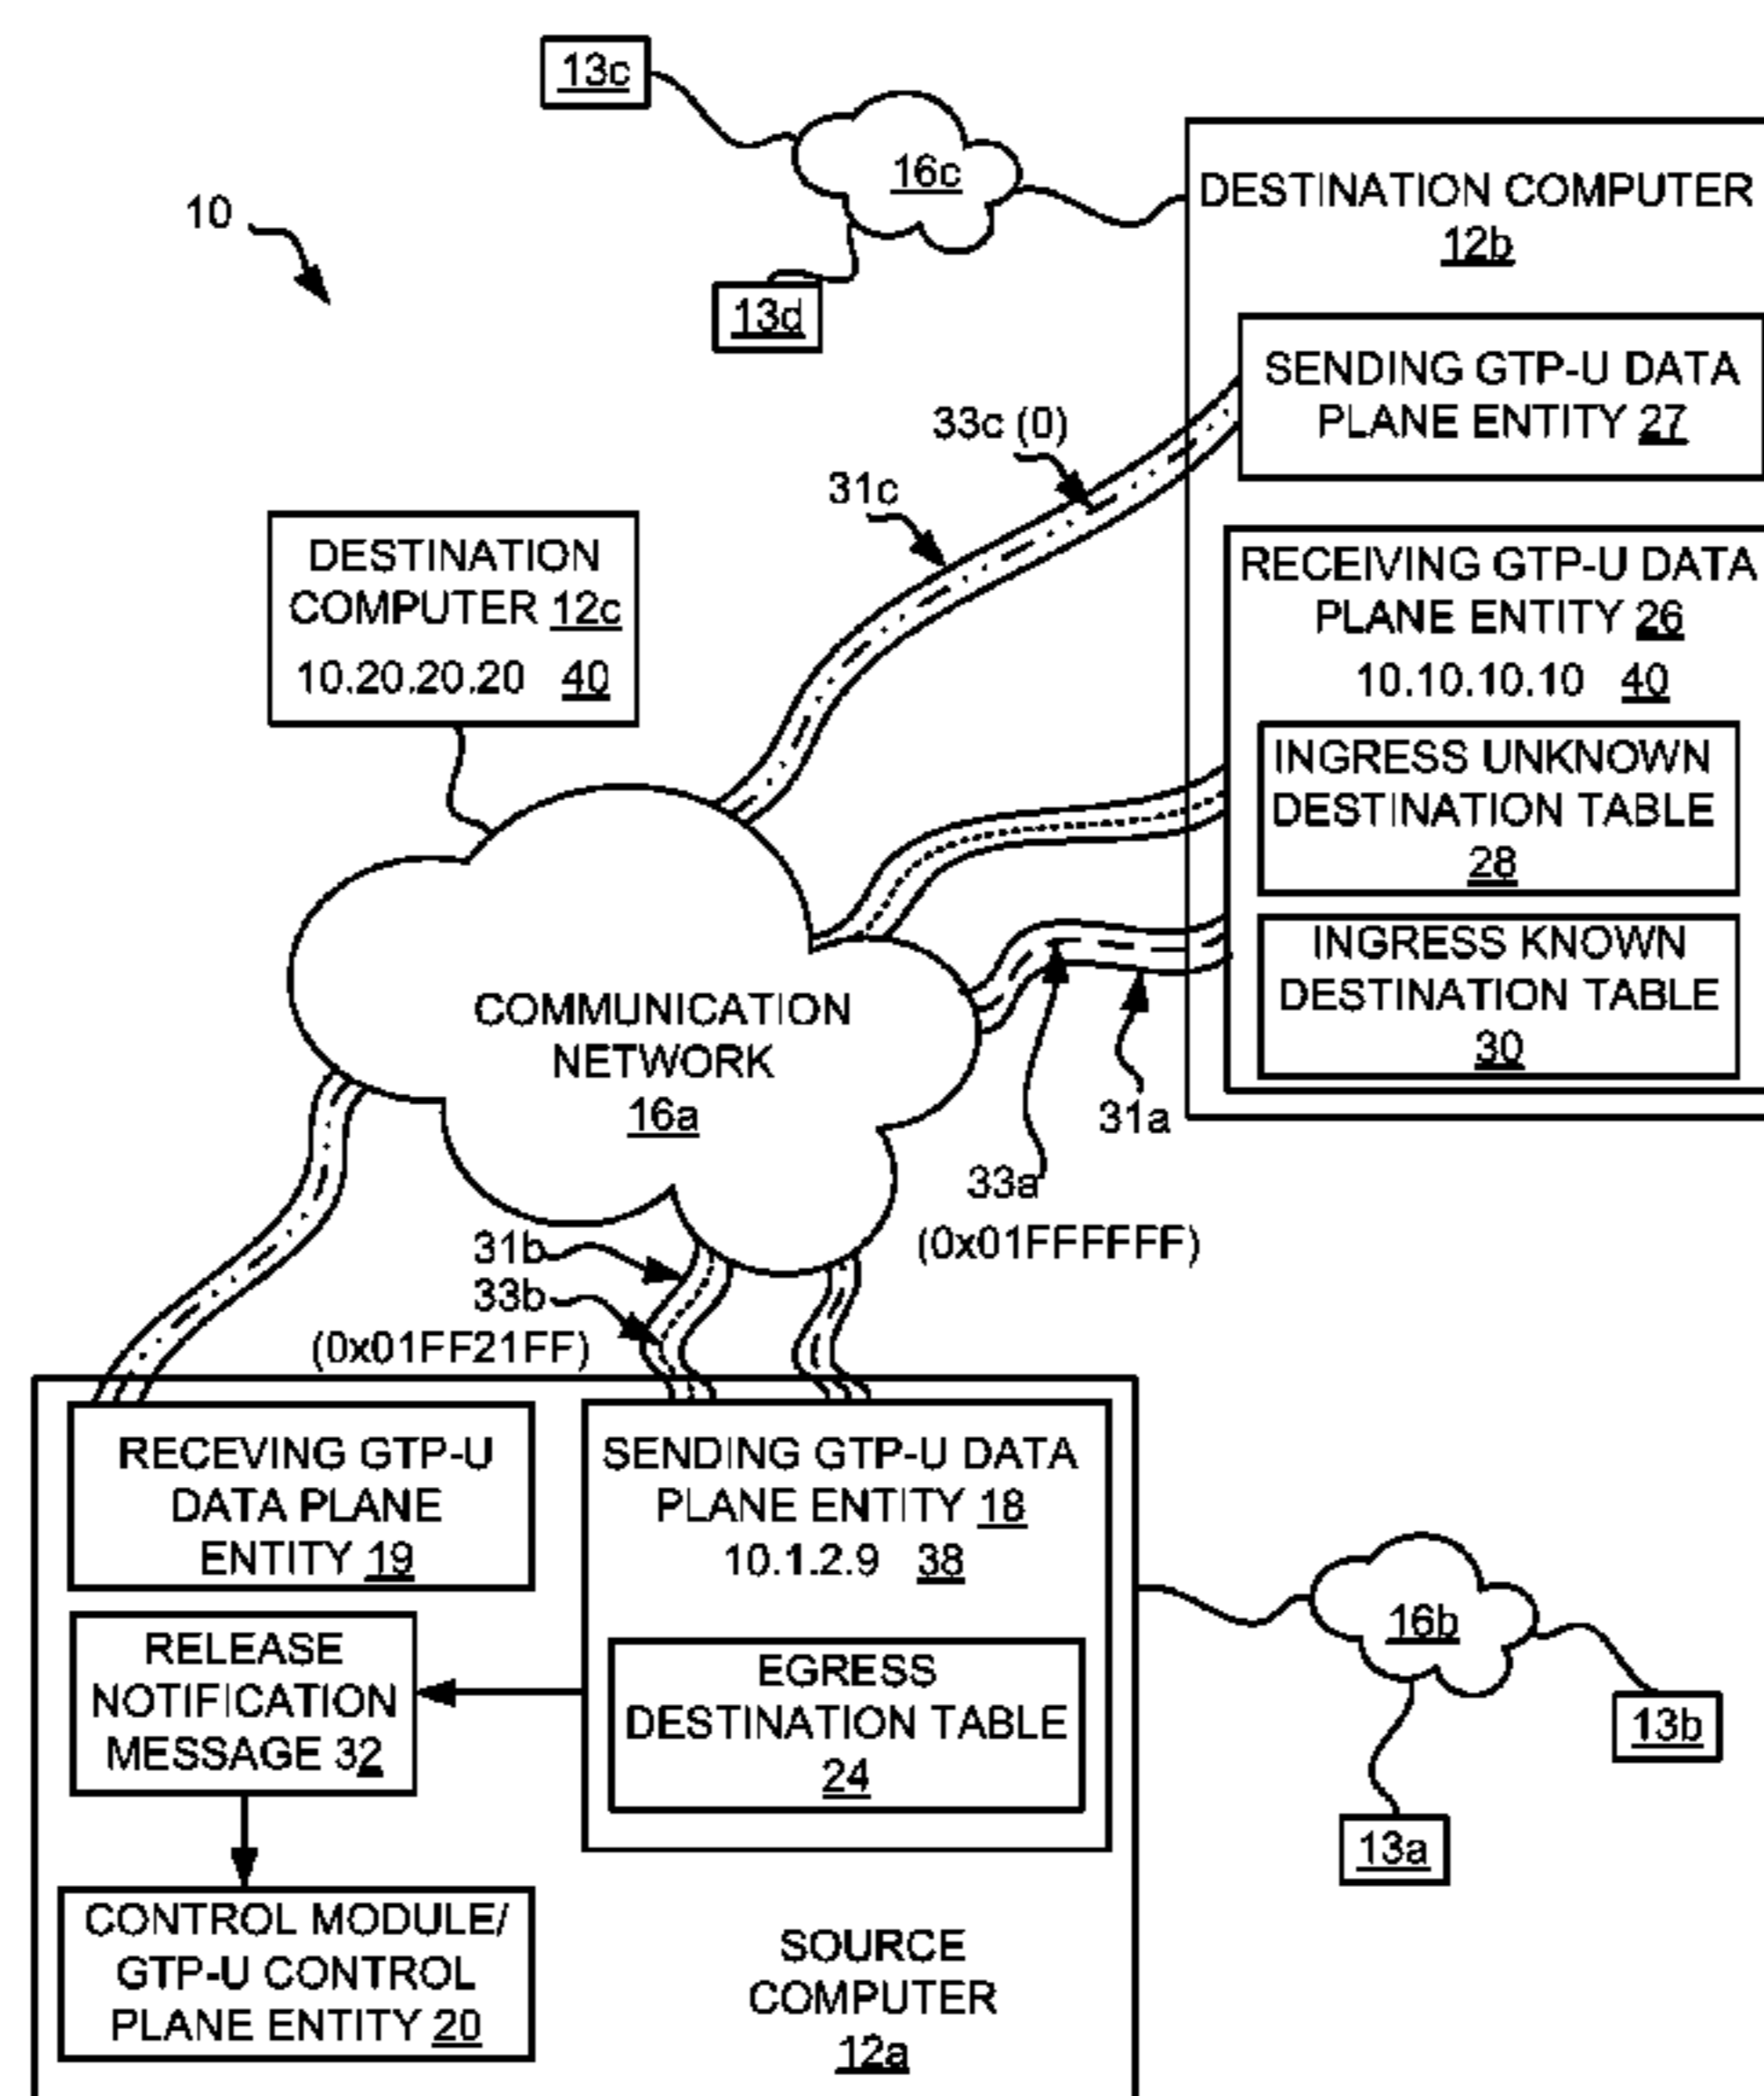 13c
16c
10
13d
DESTINATION COMPUTER
12b
SENDING GTP-U DATA
PLANE ENTITY 27
33c (0)
31c
DESTINATION
COMPUTER 12c
10.20.20.20 40
RECEIVING GTP-U DATA
PLANE ENTITY 26
10.10.10.10 40
INGRESS UNKNOWN
DESTINATION TABLE
28
INGRESS KNOWN
DESTINATION TABLE
30
COMMUNICATION
NETWORK
16a
31a
33a
(0x01FFFFFF)
31b
33b
(0x01FF21FF)
RECEVING GTP-U
DATA PLANE
ENTITY 19
SENDING GTP-U DATA
PLANE ENTITY 18
10.1.2.9 38
EGRESS
DESTINATION TABLE
24
RELEASE
NOTIFICATION
MESSAGE 32
CONTROL MODULE/
GTP-U CONTROL
PLANE ENTITY 20
SOURCE
COMPUTER
12a
16b
13b
13a